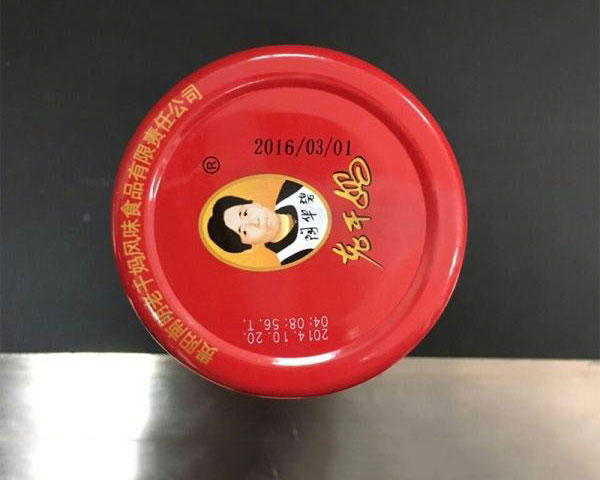 贵阳南明老干妈风味食品有限责任公司
2016/03/01
®
陶华碧
老干妈
2014.10.20.
04:08:56.T.